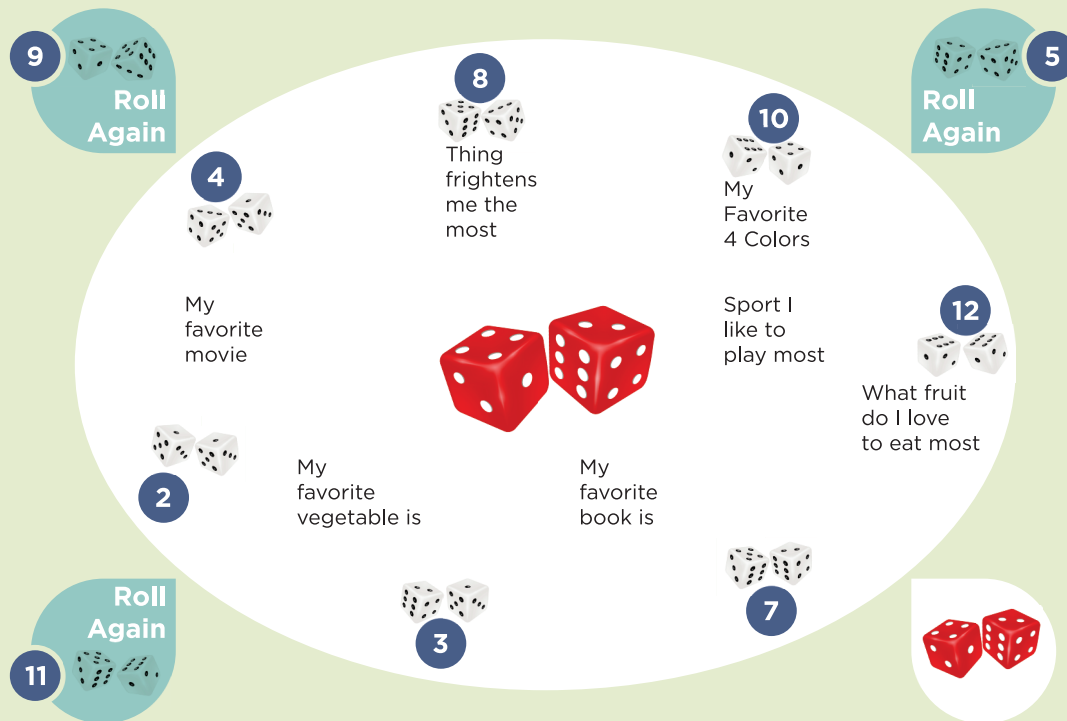 9
Roll
Again
5
Roll
Again
8
Thing
frightens
me the
most
10
My
Favorite
4 Colors
4
My
favorite
movie
Sport I
like to
play most
12
What fruit
do I love
to eat most
2
My
favorite
vegetable is
My
favorite
book is
3
7
Roll
Again
11